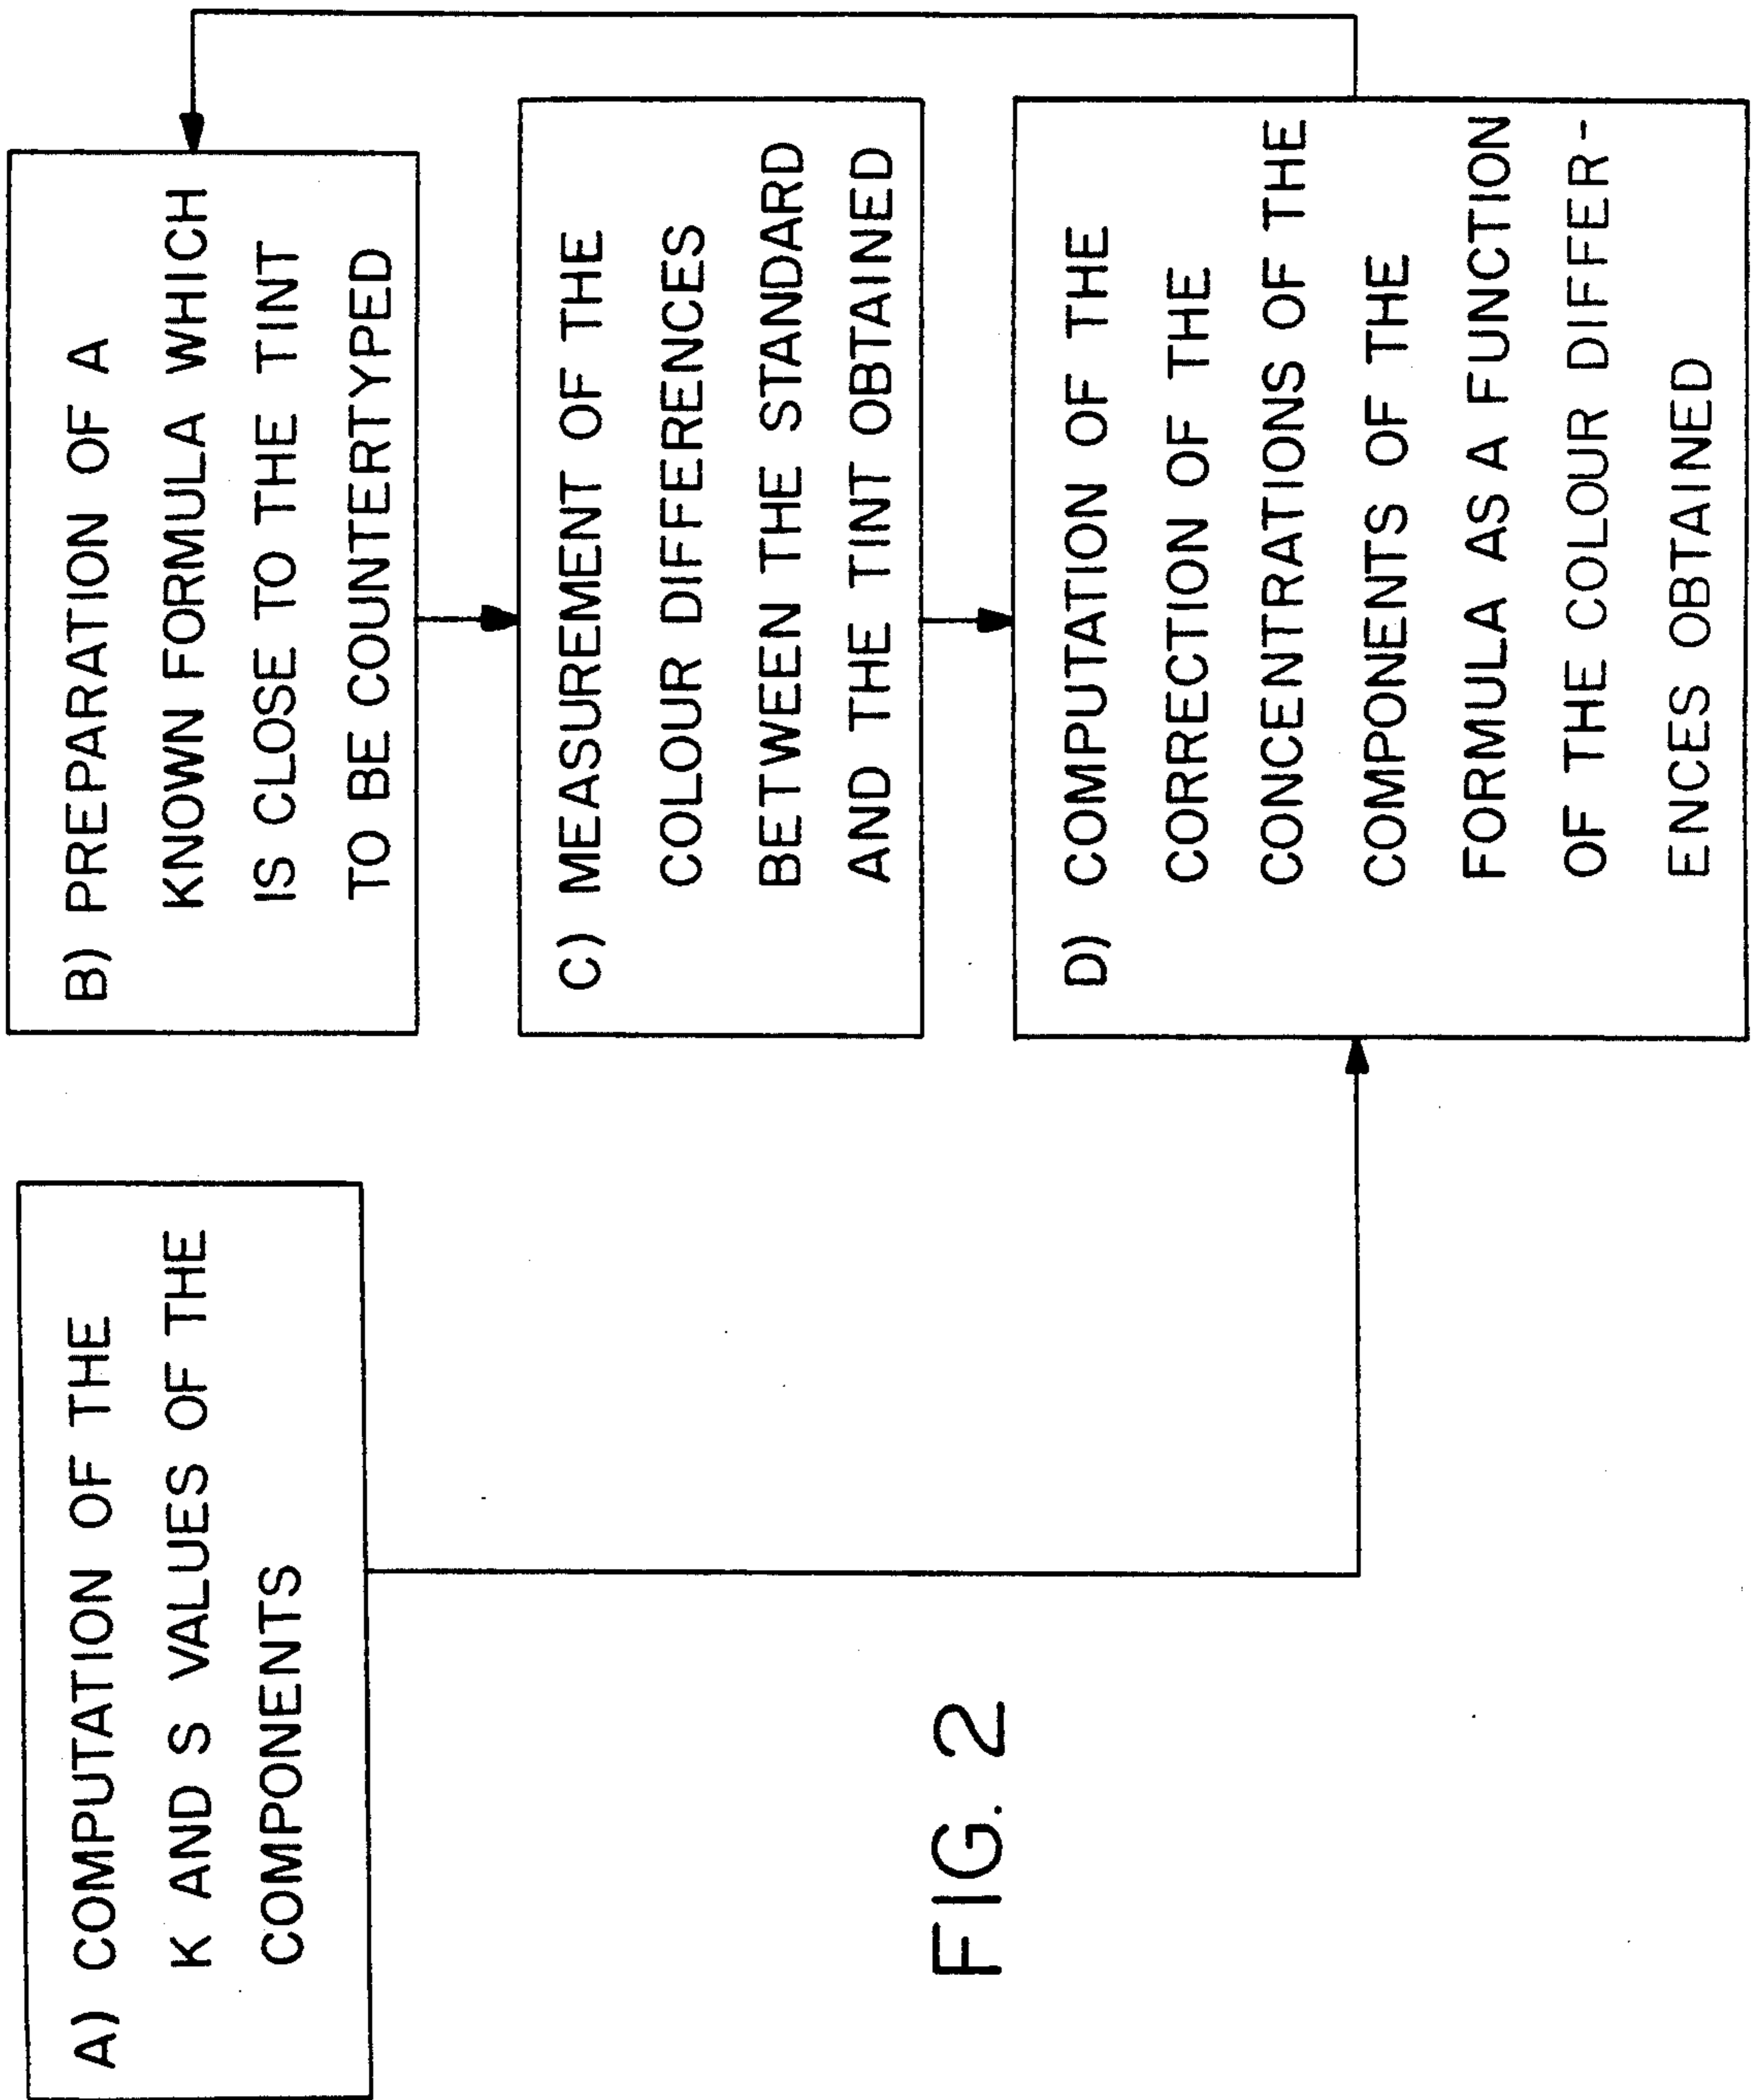 A) COMPUTATION OF THE
K AND S VALUES OF THE
COMPONENTS
B) PREPARATION OF A
KNOWN FORMULA WHICH
IS CLOSE TO THE TINT
TO BE COUNTERTYPED
C) MEASUREMENT OF THE
COLOUR DIFFERENCES
BETWEEN THE STANDARD
AND THE TINT OBTAINED
D) COMPUTATION OF THE
CORRECTION OF THE
CONCENTRATIONS OF THE
COMPONENTS OF THE
FORMULA AS A FUNCTION
OF THE COLOUR DIFFER-
ENCES OBTAINED
FIG. 2